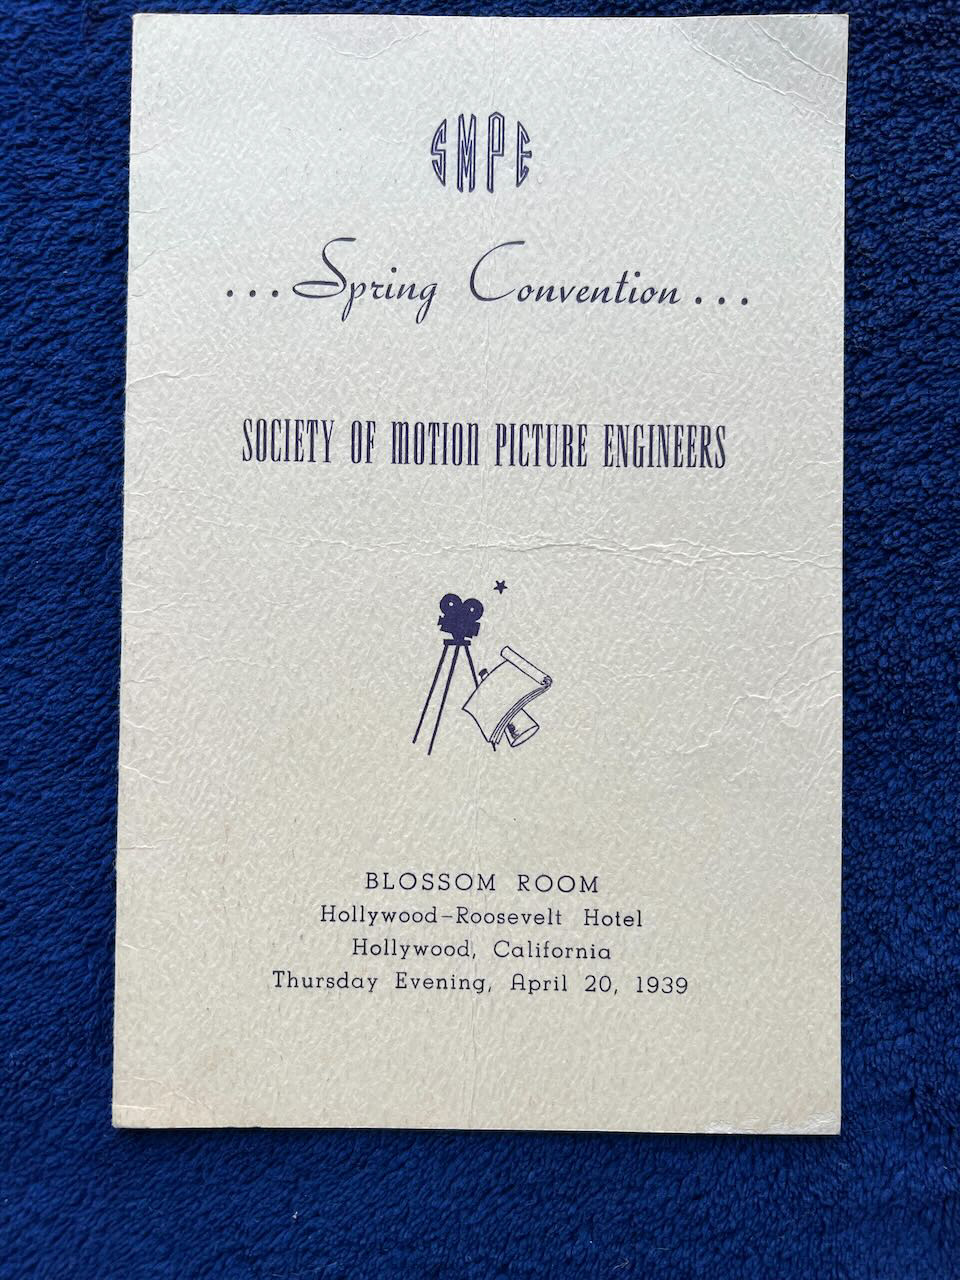 SMPE
...Spring Convention...
SOCIETY OF MOTION PICTURE ENGINEERS
BLOSSOM ROOM
Hollywood-Roosevelt Hotel
Hollywood, California
Thursday Evening, April 20, 1939